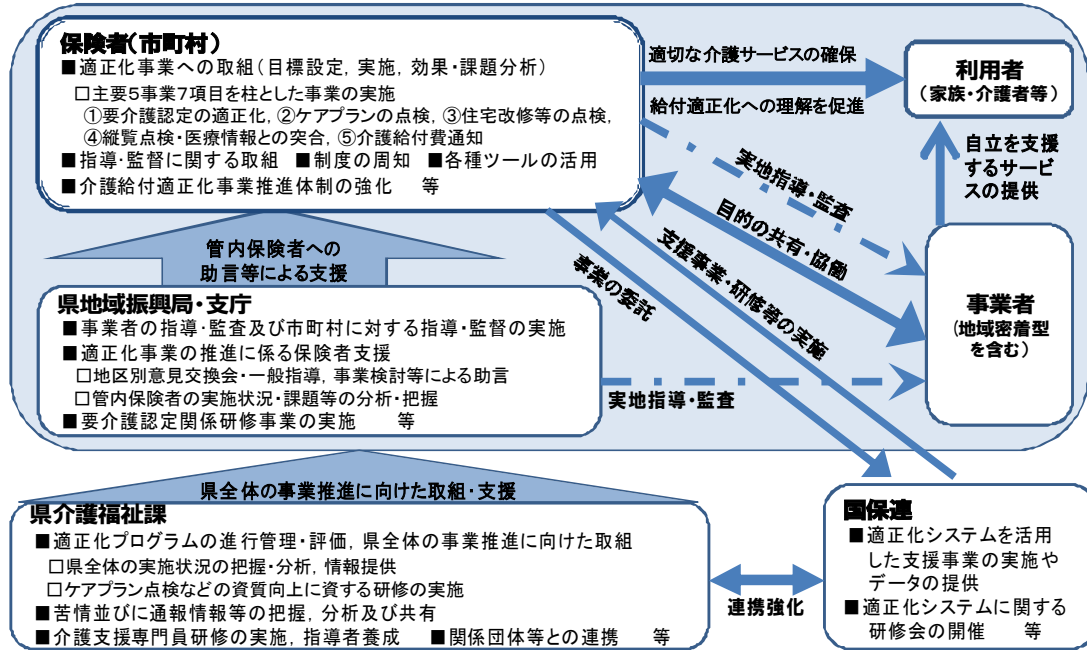 保険者(市町村)
■適正化事業への取組(目標設定,実施,効果・課題分析)
□主要5事業7項目を柱とした事業の実施
①要介護認定の適正化,②ケアプランの点検,③住宅改修等の点検,
④縦覧点検・医療情報との突合,⑤介護給付費通知
■指導・監督に関する取組 ■制度の周知 ■各種ツールの活用
■介護給付適正化事業推進体制の強化 等
適切な介護サービスの確保
給付適正化への理解を促進
利用者
(家族・介護者等)
自立を支援
するサービ
スの提供
実地指導・監査
目的の共有・協働
支援事業・研修等の実施
事業の委託
事業者
(地域密着型
を含む)
管内保険者への
助言等による支援
県地域振興局・支庁
■事業者の指導・監査及び市町村に対する指導・監督の実施
■適正化事業の推進に係る保険者支援
□地区別意見交換会・一般指導,事業検討等による助言
□管内保険者の実施状況・課題等の分析・把握
■要介護認定関係研修事業の実施 等
実地指導・監査
県全体の事業推進に向けた取組・支援
県介護福祉課
■適正化プログラムの進行管理・評価,県全体の事業推進に向けた取組
□県全体の実施状況の把握・分析,情報提供
□ケアプラン点検などの資質向上に資する研修の実施
■苦情並びに通報情報等の把握,分析及び共有
■介護支援専門員研修の実施,指導者養成 ■関係団体等との連携 等
連携強化
国保連
■適正化システムを活用
した支援事業の実施や
データの提供
■適正化システムに関する
研修会の開催 等